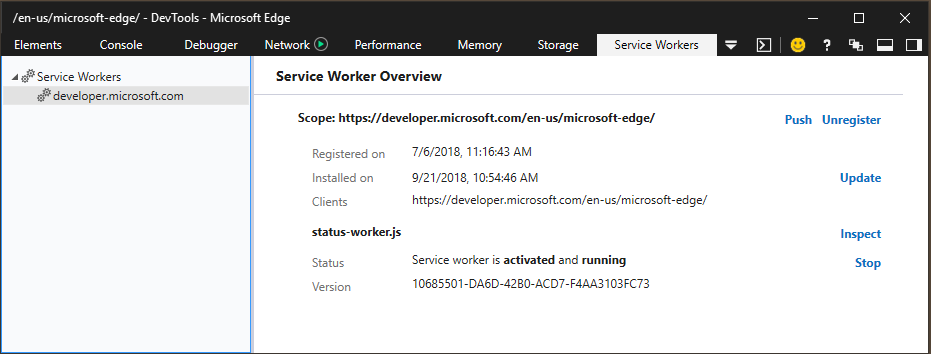 /en-us/microsoft-edge/ - DevTools - Microsoft Edge
Elements Console Debugger Network Performance Memory Storage Service Workers ?
Service Workers
developer.microsoft.com
Service Worker Overview
Scope: https://developer.microsoft.com/en-us/microsoft-edge/ Push Unregister
Registered on 7/6/2018, 11:16:43 AM
Installed on 9/21/2018, 10:54:46 AM Update
Clients https://developer.microsoft.com/en-us/microsoft-edge/
status-worker.js Inspect
Status Service worker is activated and running Stop
Version 10685501-DA6D-42B0-ACD7-F4AA3103FC73